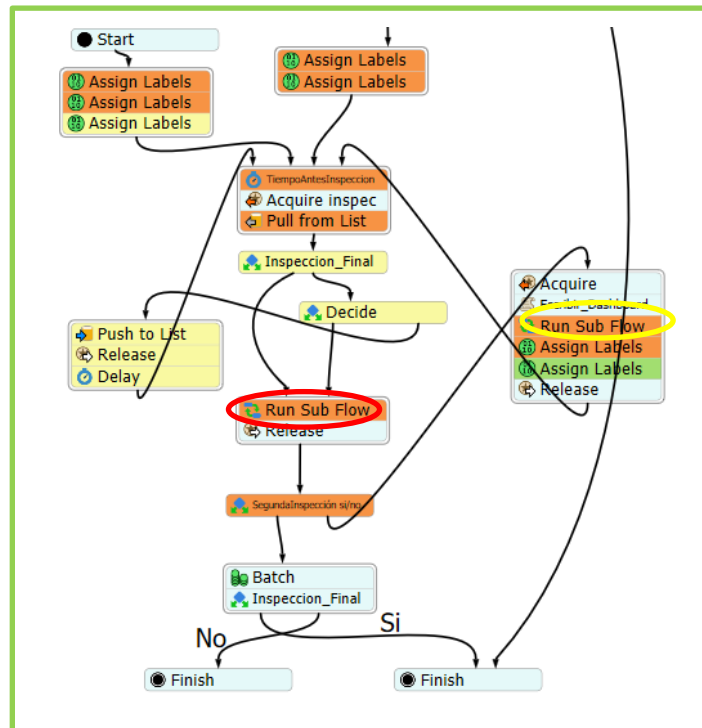 Start
Assign Labels
Assign Labels
Assign Labels
Assign Labels
Assign Labels
TiempoAntesInspeccion
Acquire inspec
Pull from List
Inspeccion_Final
Decide
Push to List
Release
Delay
Acquire
Run Sub Flow
Assign Labels
Assign Labels
Release
Run Sub Flow
Release
SegundaInspección si/no
Batch
Inspeccion_Final
No
Si
Finish
Finish